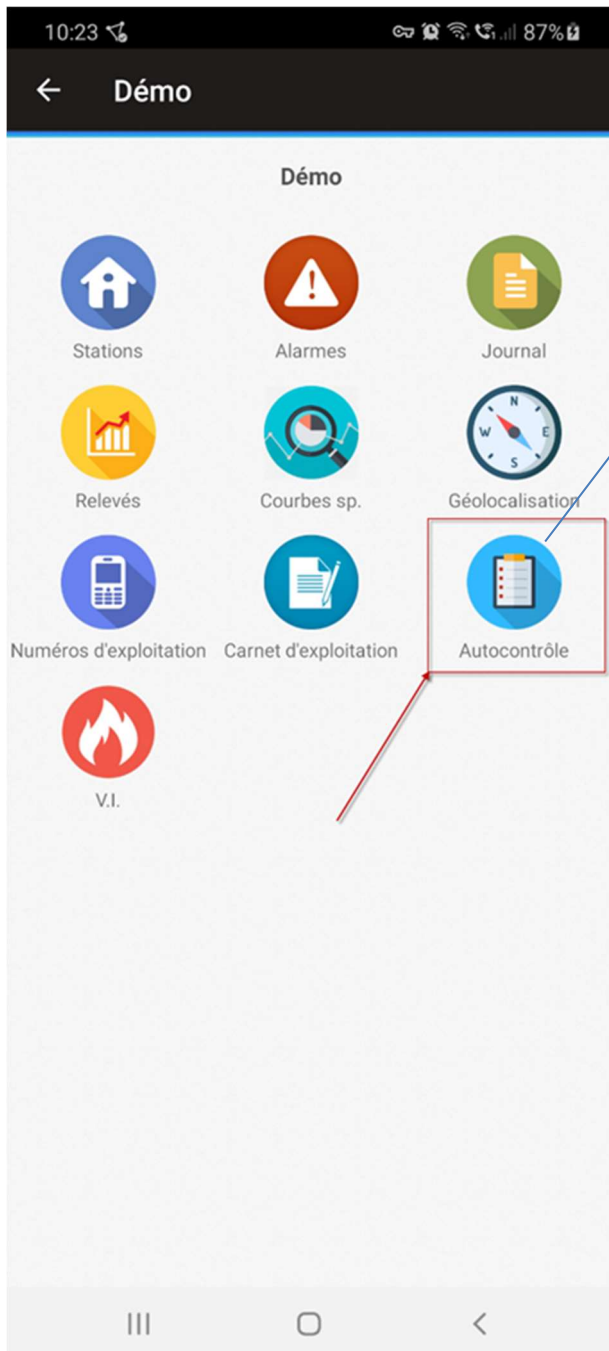 10:23 87%
Démo
Démo
Stations Alarmes Journal
Relevés Courbes sp. Géolocalisation
N
W E
S
Numéros d'exploitation Carnet d'exploitation Autocontrôle
V.I.